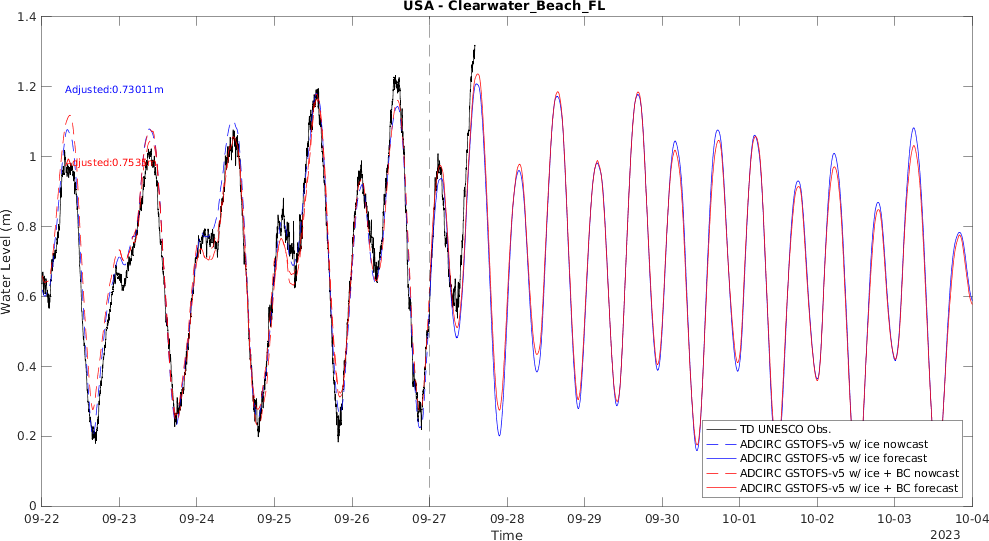 USA - Clearwater_Beach_FL
1.4
1.2
1
0.8
0.6
0.4
0.2
0
Water Level (m)
Adjusted:0.73011m
Adjusted:0.753
TD UNESCO Obs.
ADCIRC GSTOFS-v5 w/ ice nowcast
ADCIRC GSTOFS-v5 w/ ice forecast
ADCIRC GSTOFS-v5 w/ ice + BC nowcast
ADCIRC GSTOFS-v5 w/ ice + BC forecast
09-22 09-23 09-24 09-25 09-26 09-27 09-28 09-29 09-30 10-01 10-02 10-03 10-04
Time
2023